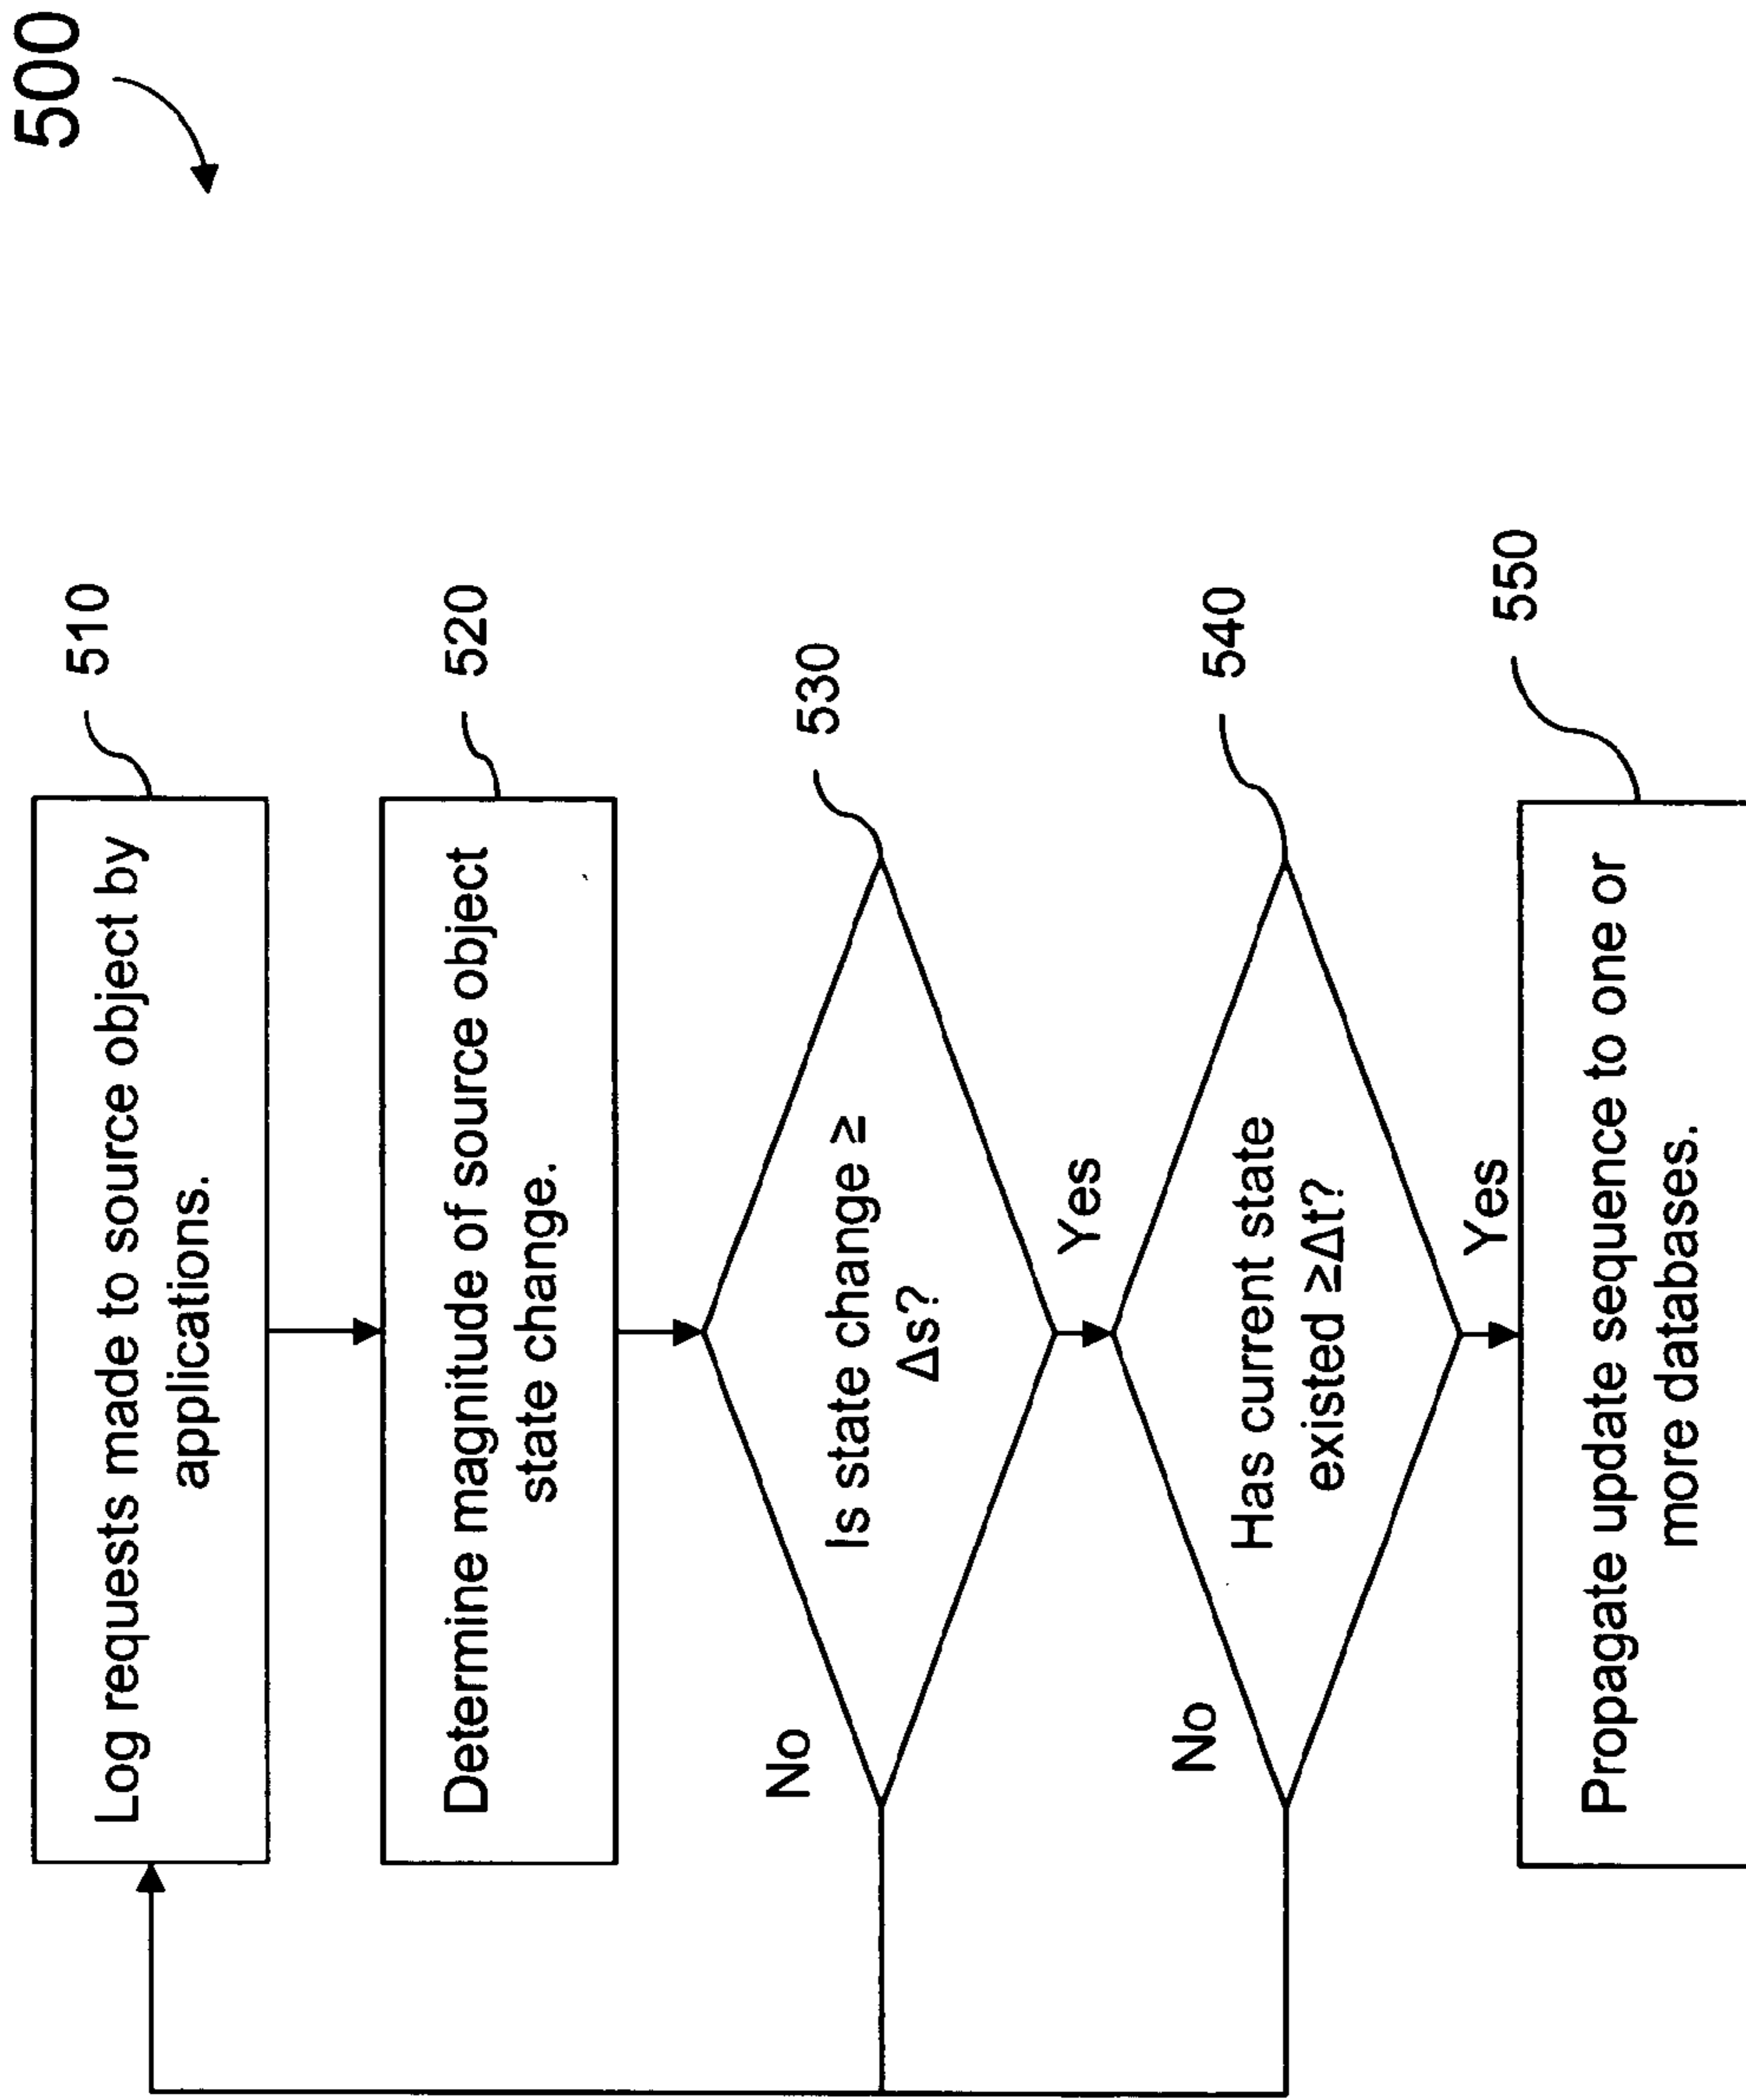 500
Log requests made to source object by
applications.
510
Determine magnitude of source object
state change.
520
Is state change ≥
Δs?
530
No
Yes
Has current state
existed ≥Δt?
540
No
Yes
Propagate update sequence to one or
more databases.
550